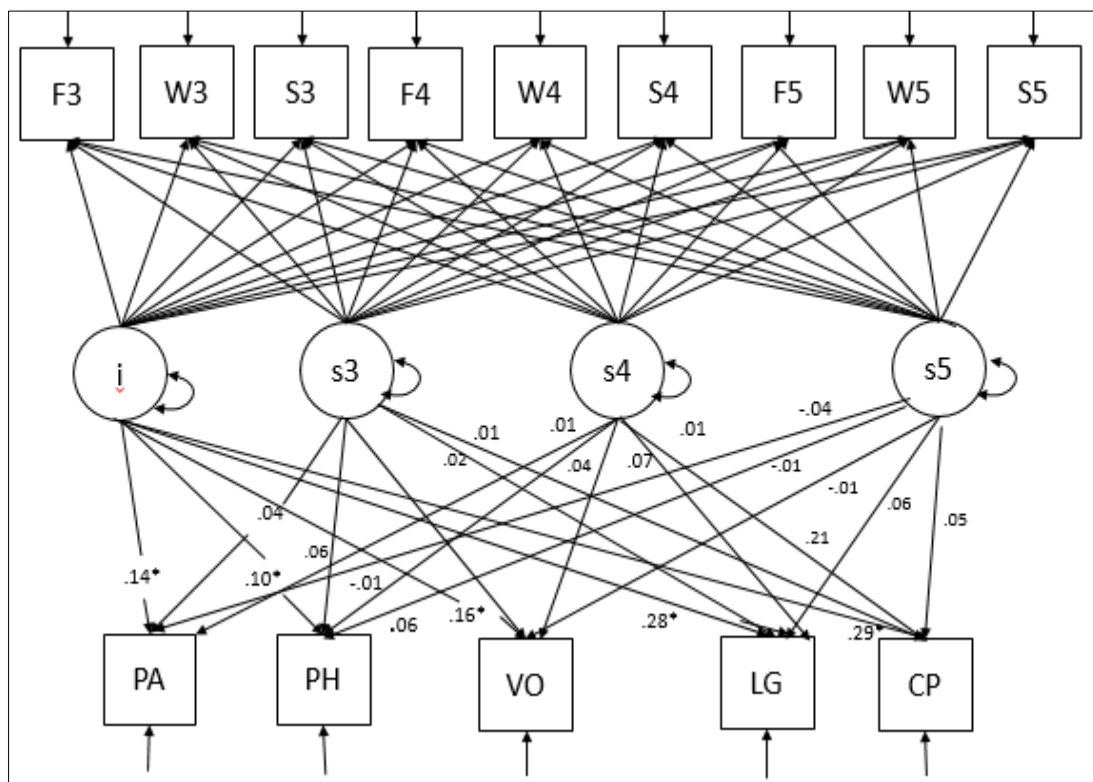 F3 W3 S3 F4 W4 S4 F5 W5 S5
i s3 s4 s5
-.04
.01 .01 .01
.02 .04 .07 -.01
-.01 .06
.04 .05
.06 .21
.14* .10* -.01
.06 .16* .28* .29*
PA PH VO LG CP